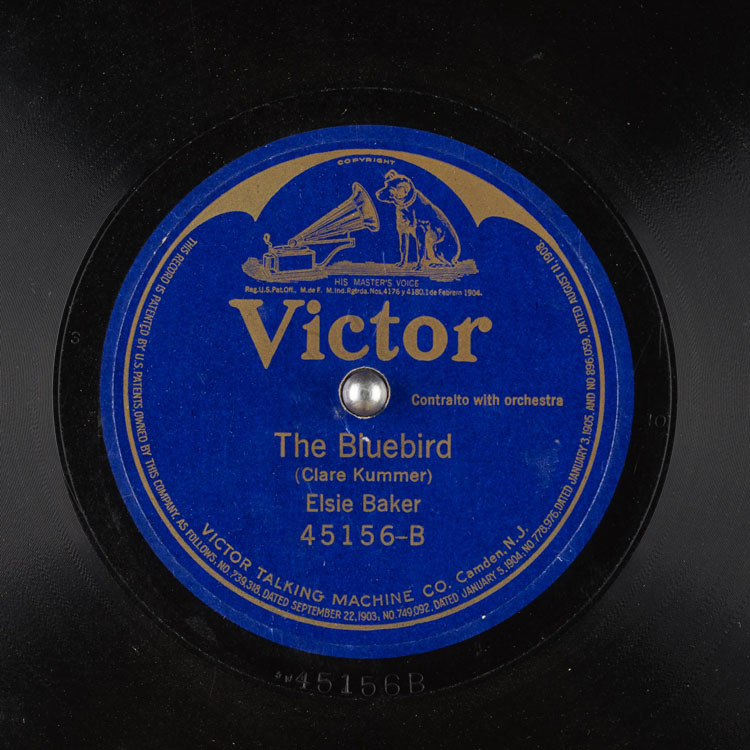 COPYRIGHT
HIS MASTER'S VOICE
Reg.U.S.Pat.Off., M.de F. M.Ind.Rgtrda.Nos.4176 y 4180.1 de Febrero 1904.
Victor
Contralto with orchestra
The Bluebird
(Clare Kummer)
Elsie Baker
45156-B
VICTOR TALKING MACHINE CO. Camden, N.J.
THIS RECORD IS PATENTED BY U.S. PATENTS, OWNED BY THIS COMPANY, AS FOLLOWS, NO. 739,318, DATED SEPTEMBER 22, 1903, NO. 749,092, DATED JANUARY 5, 1904, NO 778,976, DATED JANUARY 3, 1905, AND NO 896,059, DATED AUGUST 11, 1908.
45156B
10